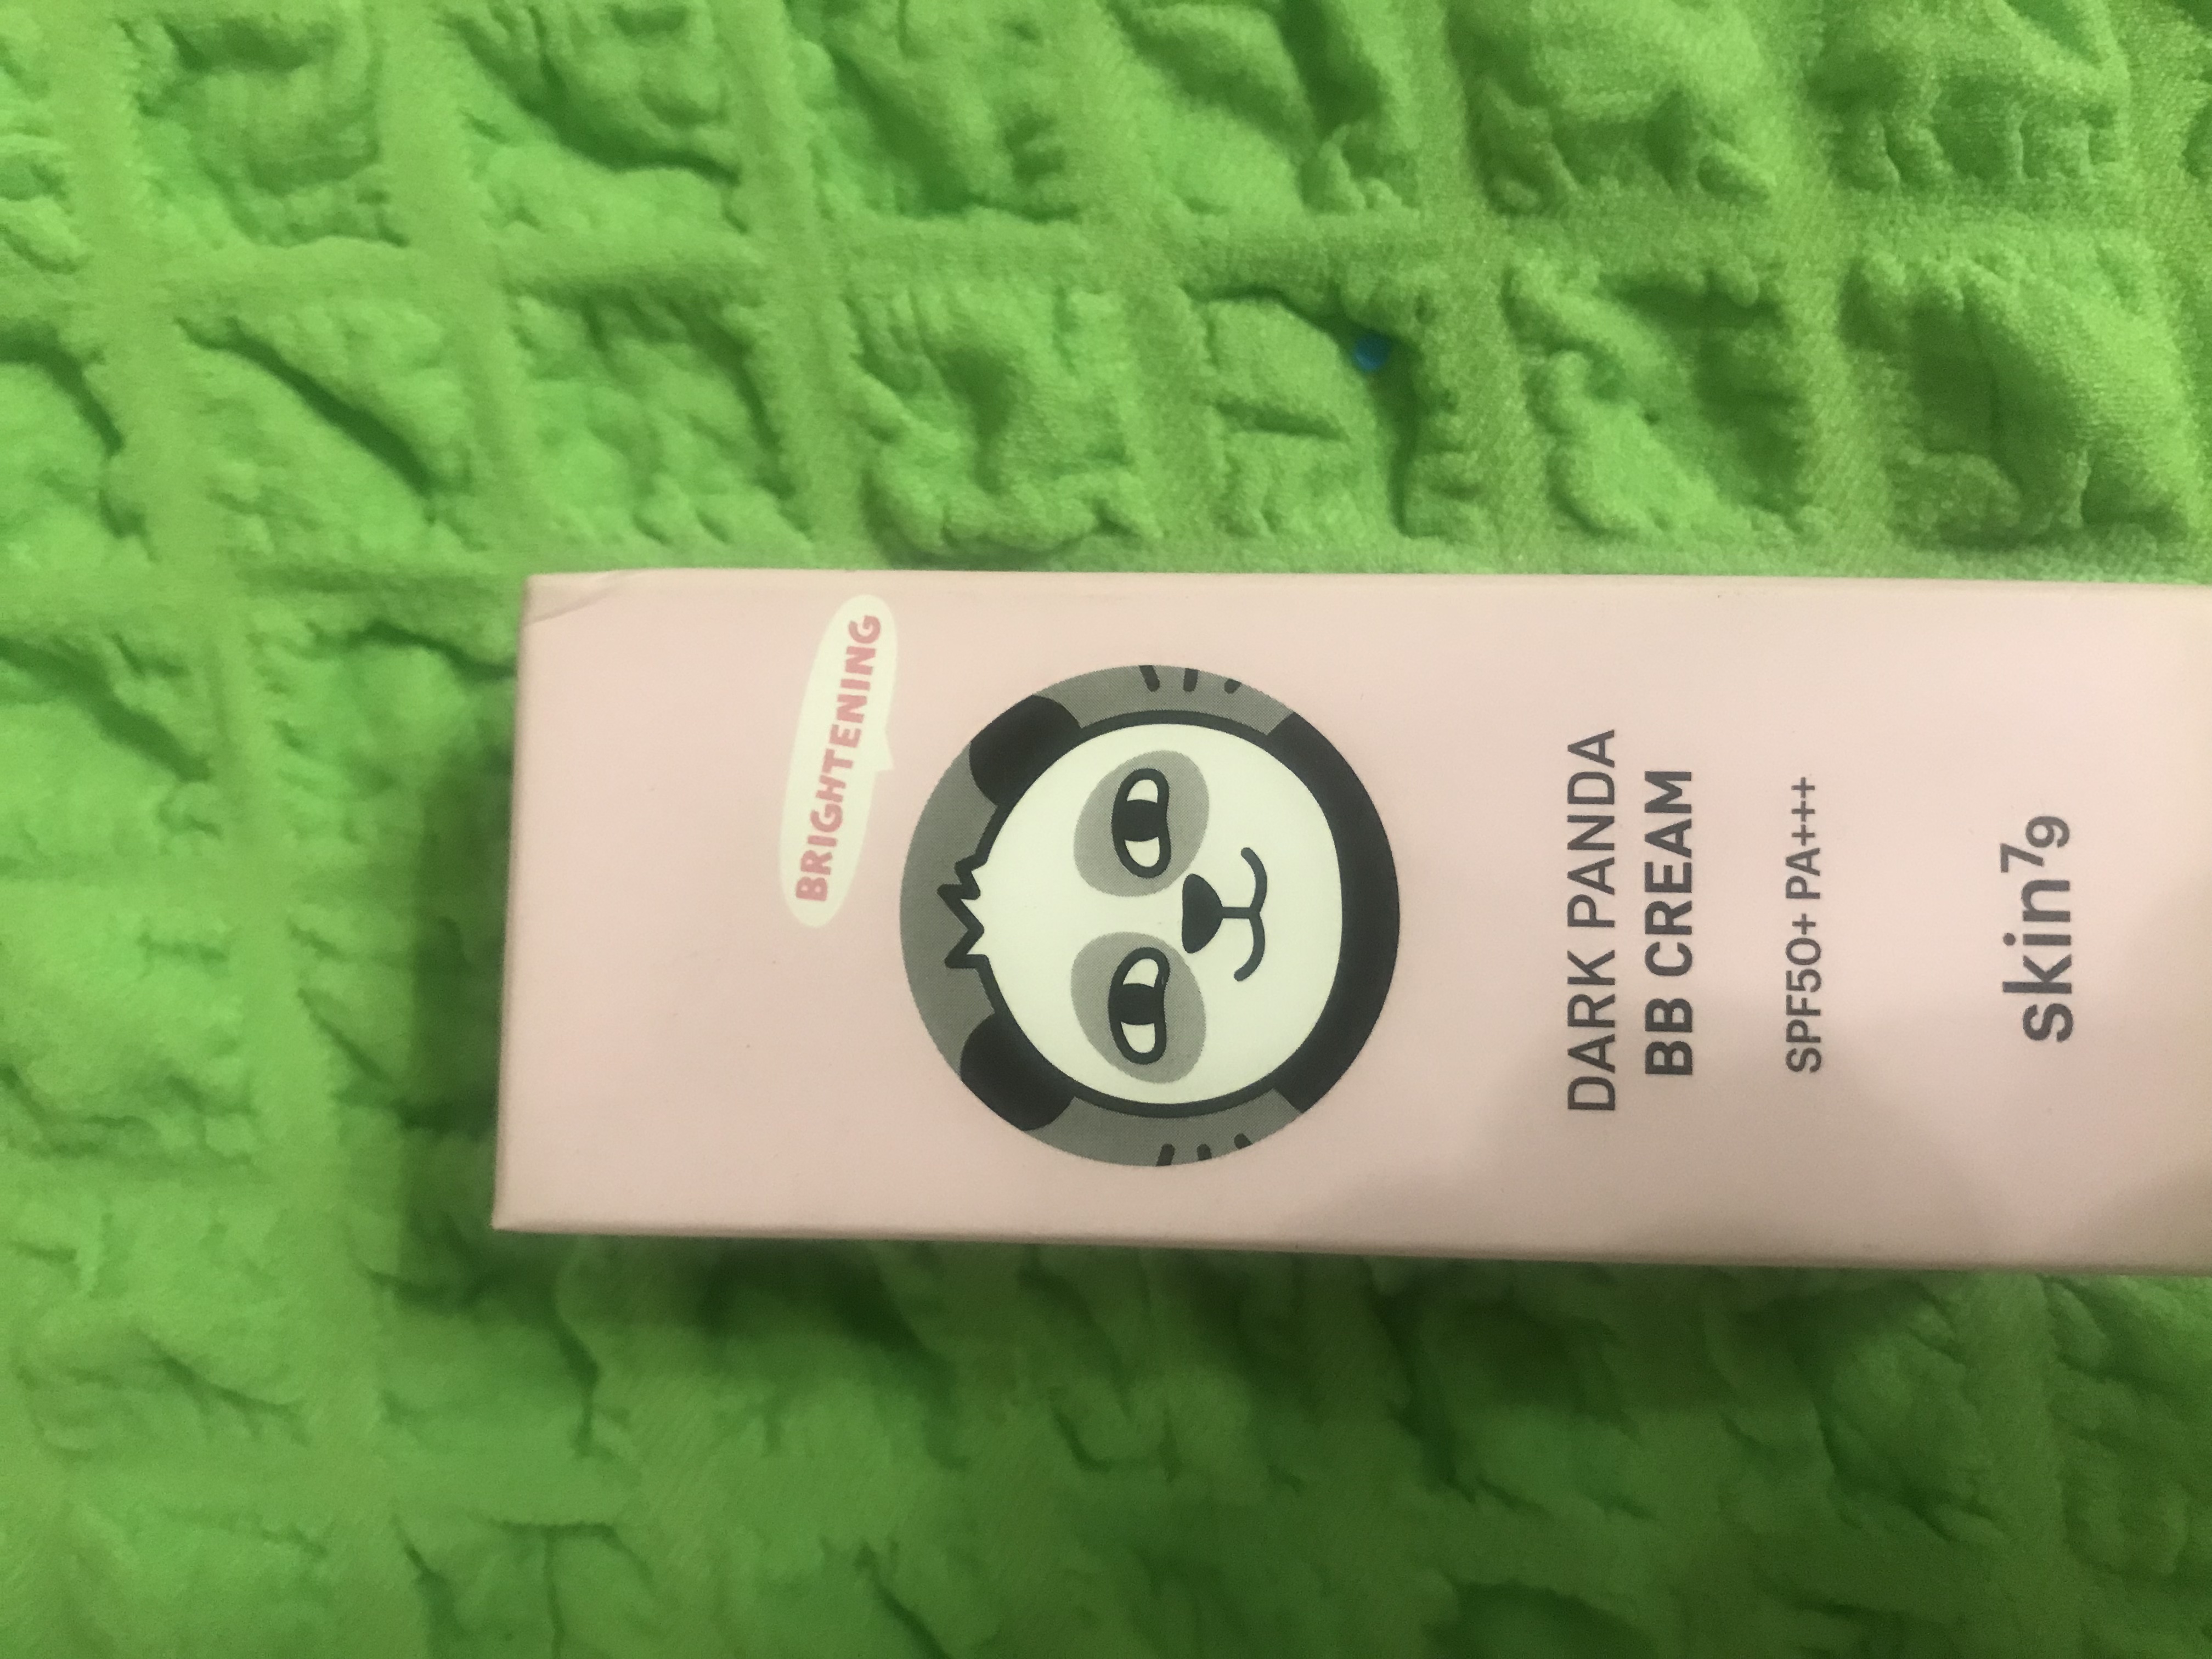 BRIGHTENING
DARK PANDA
BB CREAM
SPF50+ PA+++
skin79